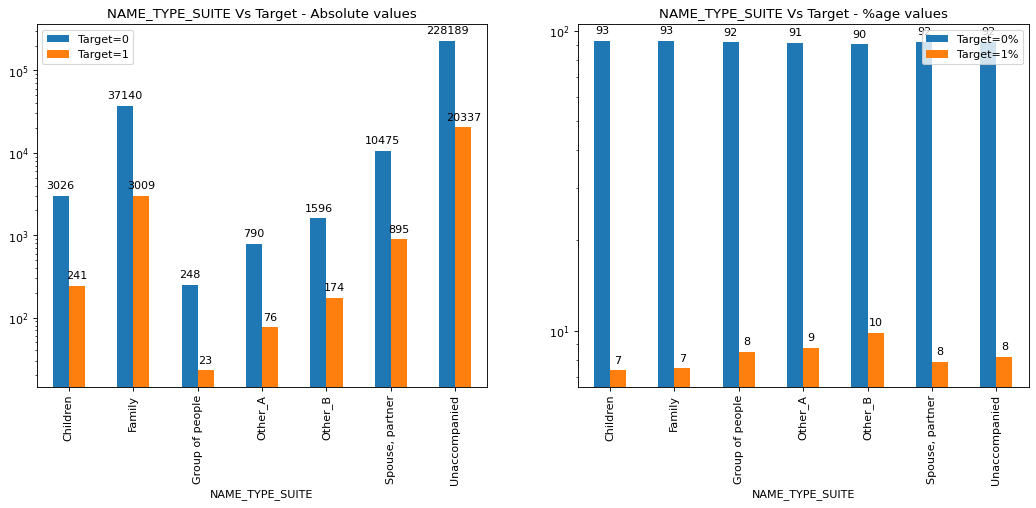 NAME_TYPE_SUITE Vs Target - Absolute values
Target=0
Target=1
10^5
10^4
10^3
10^2
3026
241
37140
3009
248
23
790
76
1596
174
10475
895
228189
20337
Children
Family
Group of people
Other_A
Other_B
Spouse, partner
Unaccompanied
NAME_TYPE_SUITE
NAME_TYPE_SUITE Vs Target - %age values
Target=0%
Target=1%
10^2
10^1
93
7
93
7
92
8
91
9
90
10
8
8
Children
Family
Group of people
Other_A
Other_B
Spouse, partner
Unaccompanied
NAME_TYPE_SUITE